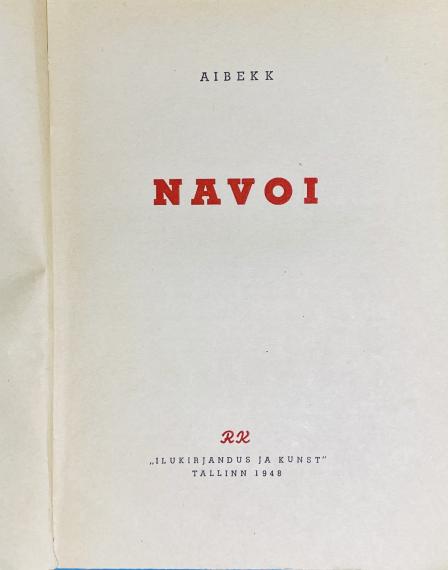 AIBEKK
NAVOI
RK
„ILUKIRJANDUS JA KUNST"
TALLINN 1948